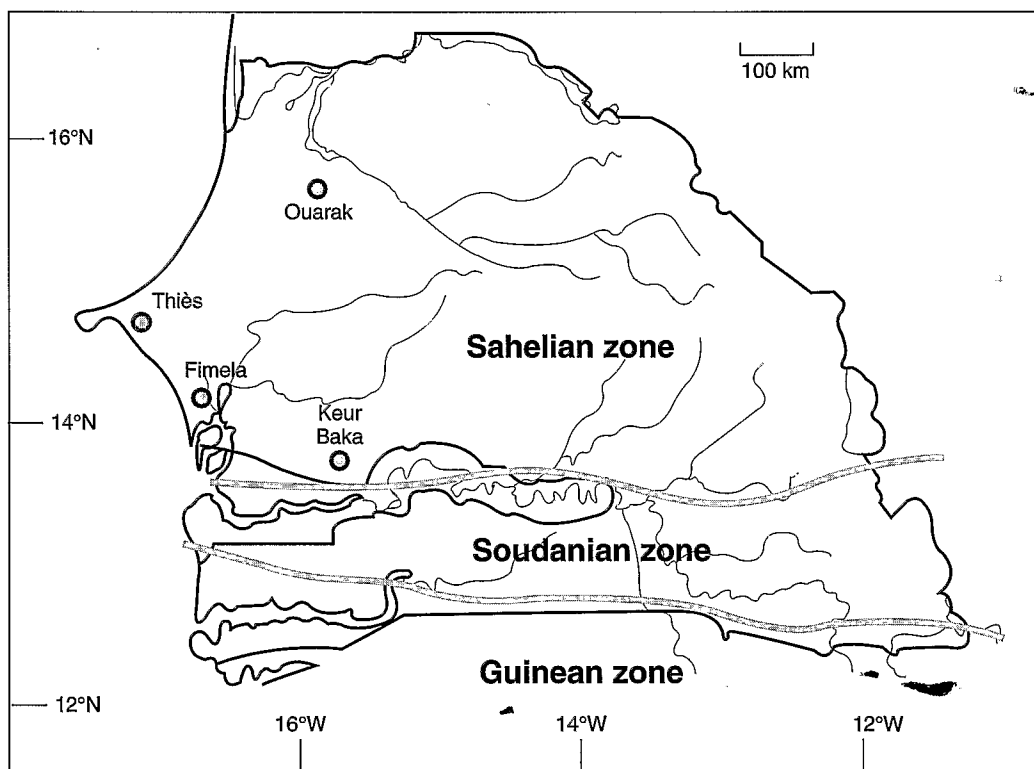 100 km
16°N
Ouarak
Thiès
Sahelian zone
Fimela
Keur
Baka
14°N
Soudanian zone
Guinean zone
12°N
16°W
14°W
12°W